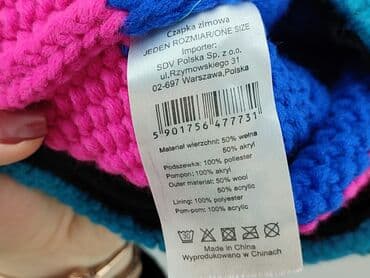 Czapka zimowa
JEDEN ROZMIAR/ONE SIZE
Importer:
SDV Polska Sp. z o.o.
ul.Rzymowskiego 31
02-697 Warszawa,Polska
5 901756 477731
Materiał wierzchni: 50% wełna
50% akryl
Podszewka: 100% poliester
Pompon: 100% akryl
Outer material: 50% wool
50% acrylic
Lining: 100% polyester
Pom-pom: 100% acrylic
30
Made in China
Wyprodukowano w Chinach